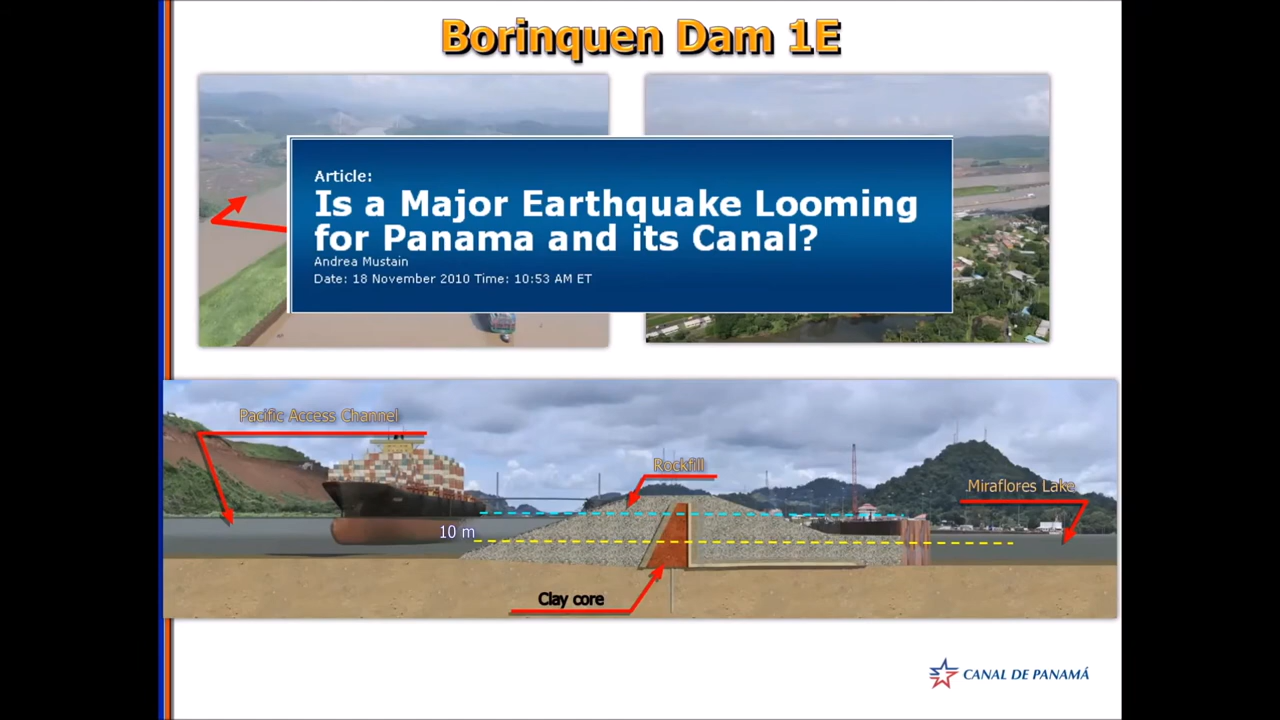 Borinquen Dam 1E
Article:
Is a Major Earthquake Looming
for Panama and its Canal?
Andrea Mustain
Date: 18 November 2010 Time: 10:53 AM ET
Pacific Access Channel
Rockfill
Miraflores Lake
10 m
Clay core
CANAL DE PANAMÁ